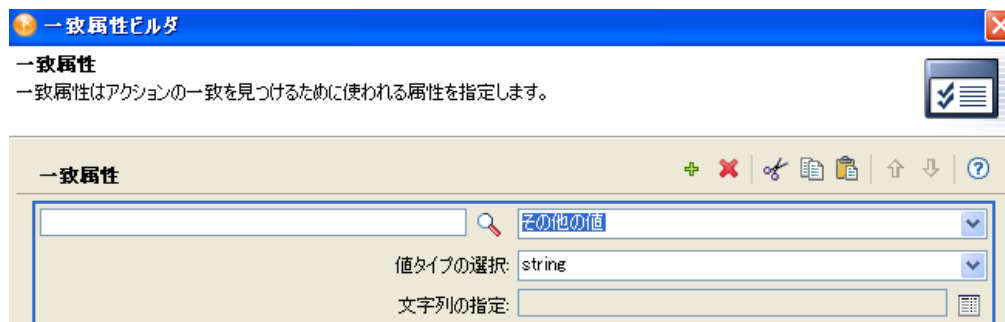 一致属性ビルダ
一致属性
一致属性はアクションの一致を見つけるために使われる属性を指定します。
一致属性
その他の値
値タイプの選択: string
文字列の指定: